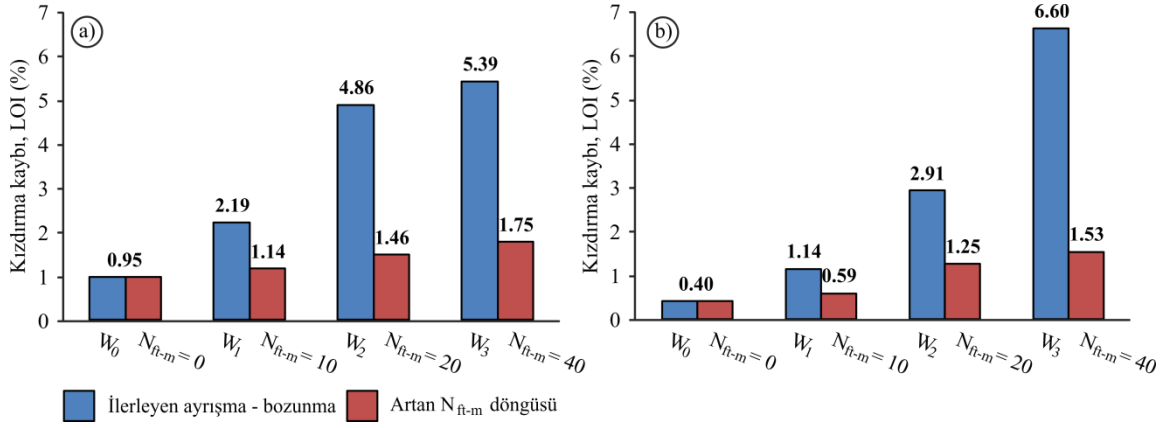 a)
Kızdırma kaybı, LOI (%)
7
6
5
4
3
2
1
0
0.95
2.19
1.14
4.86
1.46
5.39
1.75
W0
Nft-m = 0
W1
Nft-m = 10
W2
Nft-m = 20
W3
Nft-m = 40
b)
Kızdırma kaybı, LOI (%)
7
6
5
4
3
2
1
0
0.40
1.14
0.59
2.91
1.25
6.60
1.53
W0
Nft-m = 0
W1
Nft-m = 10
W2
Nft-m = 20
W3
Nft-m = 40
İlerleyen ayrışma - bozunma
Artan Nft-m döngüsü